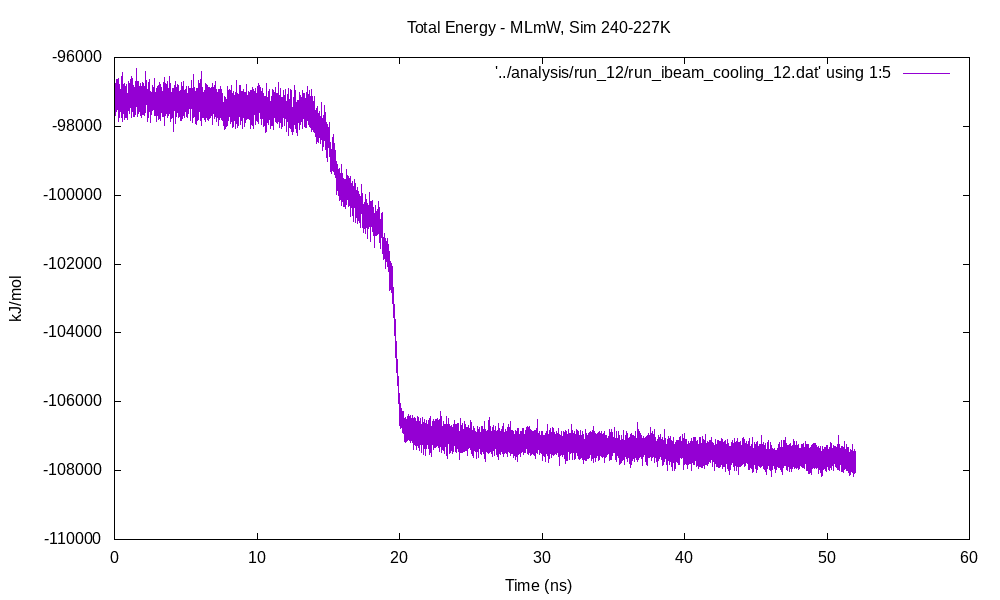 Total Energy - MLmW, Sim 240-227K
'../analysis/run_12/run_ibeam_cooling_12.dat' using 1:5
-96000
-98000
-100000
-102000
-104000
-106000
-108000
-110000
kJ/mol
0 10 20 30 40 50 60
Time (ns)